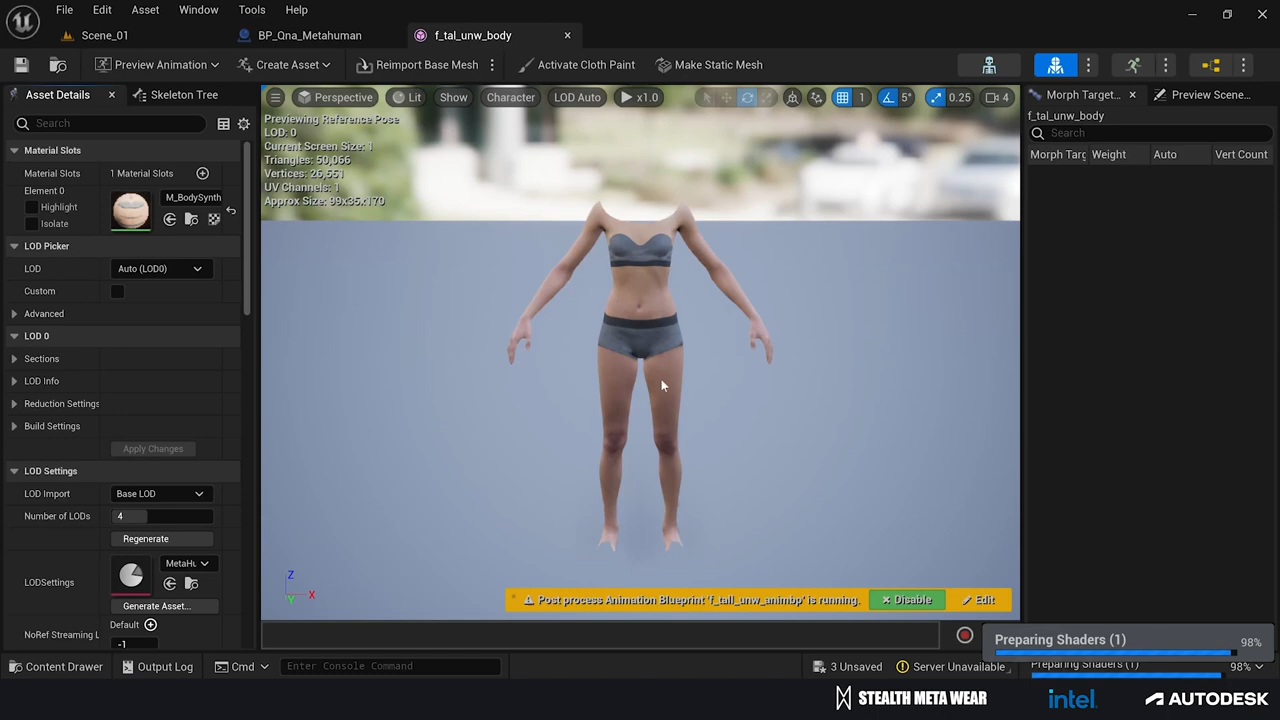 File Edit Asset Window Tools Help
Scene_01 BP_Qna_Metahuman f_tal_unw_body
Preview Animation Create Asset Reimport Base Mesh Activate Cloth Paint Make Static Mesh
Asset Details Skeleton Tree
Perspective Lit Show Character LOD Auto x1.0 1 5° 0.25 4
Morph Target... Preview Scene...
f_tal_unw_body
Search
Search
Morph Targ Weight Auto Vert Count
Previewing Reference Pose
LOD: 0
Current Screen Size: 1
Triangles: 50,066
Vertices: 26,551
UV Channels: 1
Approx Size: 99x35x170
Material Slots
Material Slots 1 Material Slots
Element 0
M_BodySynth
Highlight
Isolate
LOD Picker
LOD Auto (LOD0)
Custom
Advanced
LOD 0
Sections
LOD Info
Reduction Settings
Build Settings
Apply Changes
LOD Settings
LOD Import Base LOD
Number of LODs 4
Regenerate
LODSettings MetaHu
Generate Asset...
Default
NoRef Streaming L
-1
Z
X
Y
Post process Animation Blueprint 'f_tall_unw_animbp' is running. Disable Edit
Preparing Shaders (1) 98%
Preparing Shaders (1) 98%
Content Drawer Output Log Cmd Enter Console Command 3 Unsaved Server Unavailable
STEALTH META WEAR intel. AUTODESK